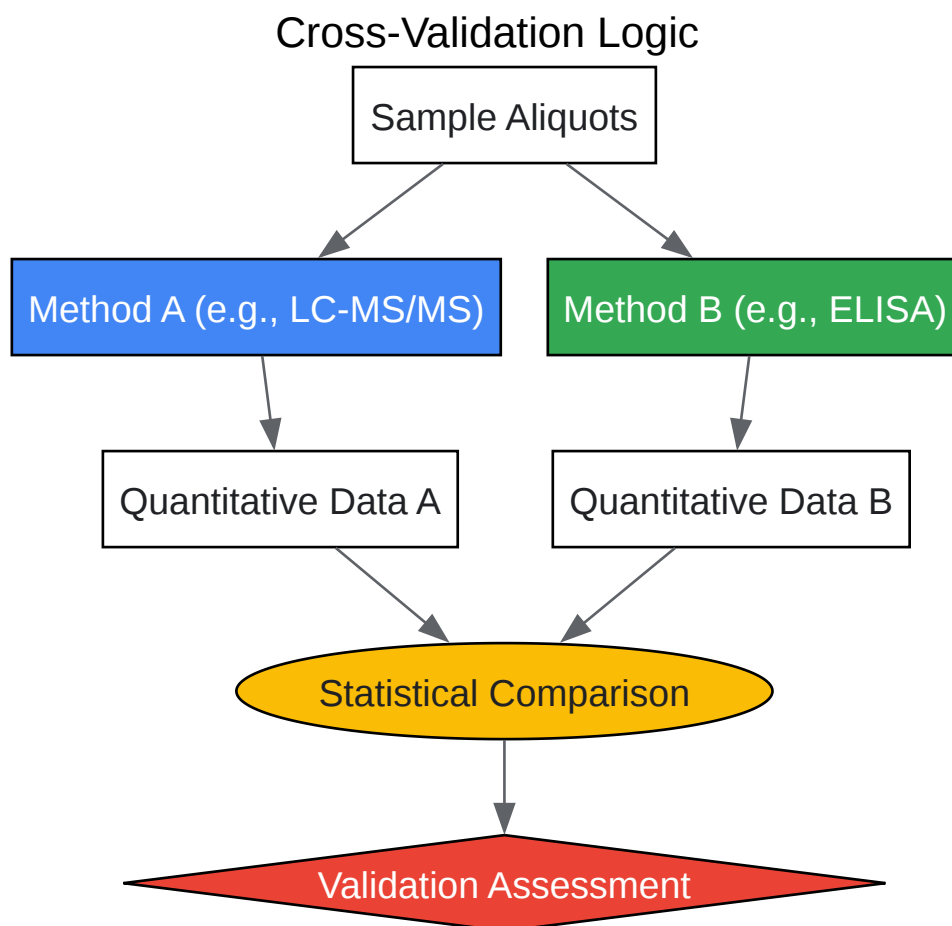 Cross-Validation Logic
Sample Aliquots
Method A (e.g., LC-MS/MS)
Method B (e.g., ELISA)
Quantitative Data A
Quantitative Data B
Statistical Comparison
Validation Assessment